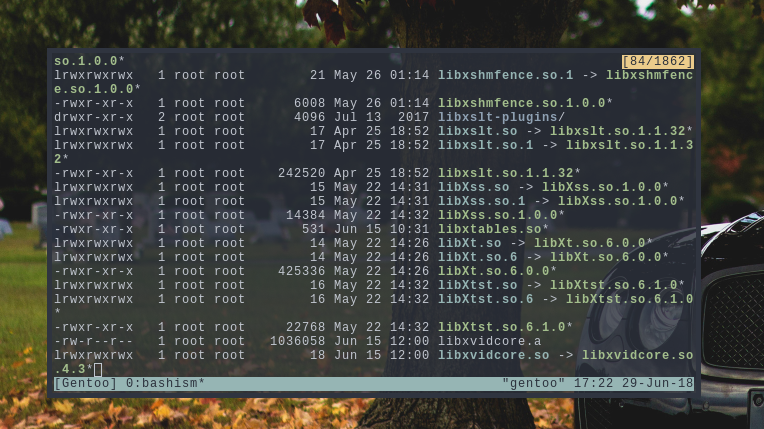 so.1.0.0* [84/1862]
lrwxrwxrwx 1 root root 21 May 26 01:14 libxshmfence.so.1 -> libxshmfenc
e.so.1.0.0*
-rwxr-xr-x 1 root root 6008 May 26 01:14 libxshmfence.so.1.0.0*
drwxr-xr-x 2 root root 4096 Jul 13 2017 libxslt-plugins/
lrwxrwxrwx 1 root root 17 Apr 25 18:52 libxslt.so -> libxslt.so.1.1.32*
lrwxrwxrwx 1 root root 17 Apr 25 18:52 libxslt.so.1 -> libxslt.so.1.1.3
2*
-rwxr-xr-x 1 root root 242520 Apr 25 18:52 libxslt.so.1.1.32*
lrwxrwxrwx 1 root root 15 May 22 14:31 libXss.so -> libXss.so.1.0.0*
lrwxrwxrwx 1 root root 15 May 22 14:31 libXss.so.1 -> libXss.so.1.0.0*
-rwxr-xr-x 1 root root 14384 May 22 14:32 libXss.so.1.0.0*
-rwxr-xr-x 1 root root 531 Jun 15 10:31 libxtables.so*
lrwxrwxrwx 1 root root 14 May 22 14:26 libXt.so -> libXt.so.6.0.0*
lrwxrwxrwx 1 root root 14 May 22 14:26 libXt.so.6 -> libXt.so.6.0.0*
-rwxr-xr-x 1 root root 425336 May 22 14:26 libXt.so.6.0.0*
lrwxrwxrwx 1 root root 16 May 22 14:32 libXtst.so -> libXtst.so.6.1.0*
lrwxrwxrwx 1 root root 16 May 22 14:32 libXtst.so.6 -> libXtst.so.6.1.0
*
-rwxr-xr-x 1 root root 22768 May 22 14:32 libXtst.so.6.1.0*
-rw-r--r-- 1 root root 1036058 Jun 15 12:00 libxvidcore.a
lrwxrwxrwx 1 root root 18 Jun 15 12:00 libxvidcore.so -> libxvidcore.so
.4.3*
[Gentoo] 0:bashism* "gentoo" 17:22 29-Jun-18